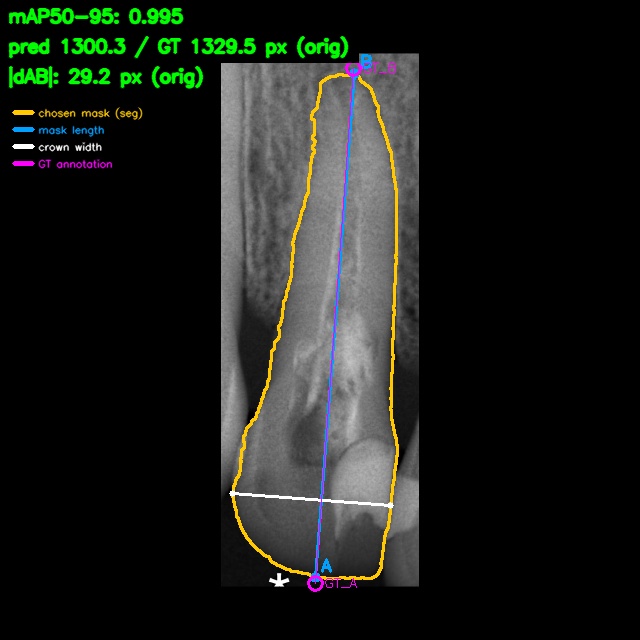 mAP50-95: 0.995
pred 1300.3 / GT 1329.5 px (orig)
|dAB|: 29.2 px (orig)
chosen mask (seg)
mask length
crown width
GT annotation
B
GT_B
A
GT_A
*